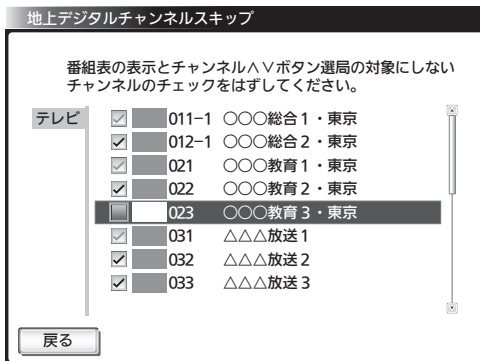 地上デジタルチャンネルスキップ
番組表の表示とチャンネル∧∨ボタン選局の対象にしない
チャンネルのチェックをはずしてください。
テレビ
011−1 ○○○総合1・東京
012−1 ○○○総合2・東京
021 ○○○教育1・東京
022 ○○○教育2・東京
023 ○○○教育3・東京
031 △△△放送1
032 △△△放送2
033 △△△放送3
戻る